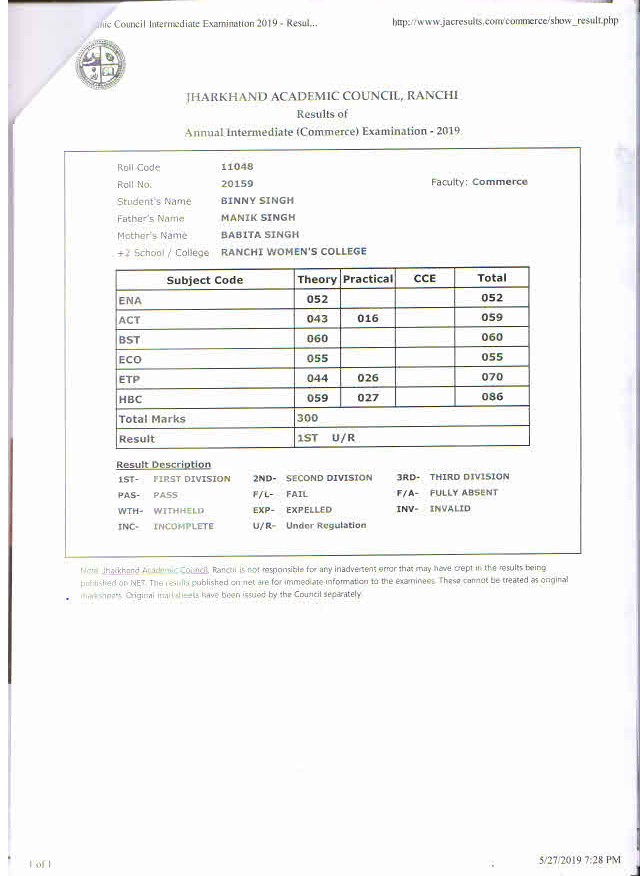 Council Intermediate Examination 2019 - Resul...
http://www.jacresults.com/commerce/show_result.php
JHARKHAND ACADEMIC COUNCIL, RANCHI
Results of
Annual Intermediate (Commerce) Examination - 2019
Roll Code 11048
Roll No. 20159 Faculty: Commerce
Student's Name BINNY SINGH
Father's Name MANIK SINGH
Mother's Name BABITA SINGH
+2 School / College RANCHI WOMEN'S COLLEGE
Subject Code Theory Practical CCE Total
ENA 052 052
ACT 043 016 059
BST 060 060
ECO 055 055
ETP 044 026 070
HBC 059 027 086
Total Marks 300
Result 1ST U/R
Result Description
1ST- FIRST DIVISION 2ND- SECOND DIVISION 3RD- THIRD DIVISION
PAS- PASS F/L- FAIL F/A- FULLY ABSENT
WTH- WITHHELD EXP- EXPELLED INV- INVALID
INC- INCOMPLETE U/R- Under Regulation
Note: Jharkhand Academic Council, Ranchi is not responsible for any inadvertent error that may have crept in the results being
published on NET. The results published on net are for immediate information to the examinees. These cannot be treated as original
marksheets. Original marksheets have been issued by the Council separately.
1 of 1
5/27/2019 7:28 PM